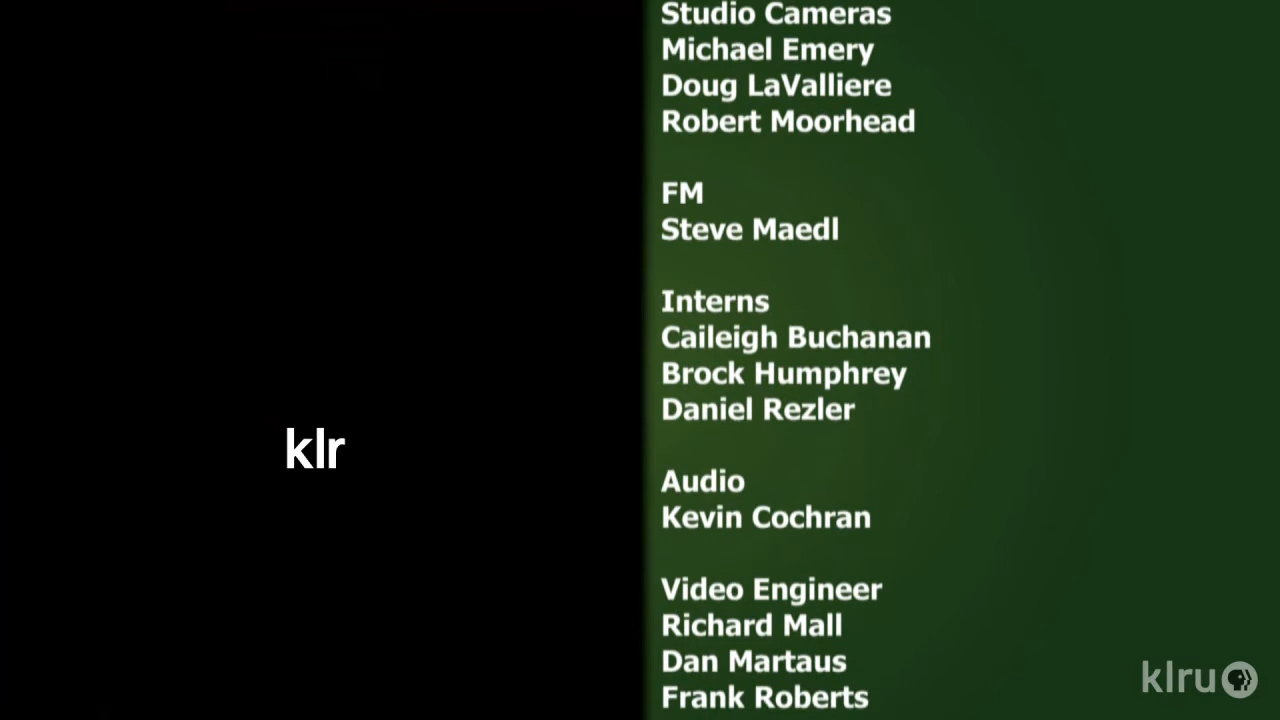 Studio Cameras
Michael Emery
Doug LaValliere
Robert Moorhead
FM
Steve Maedl
Interns
Caileigh Buchanan
Brock Humphrey
Daniel Rezler
Audio
Kevin Cochran
Video Engineer
Richard Mall
Dan Martaus
Frank Roberts
klr
klru